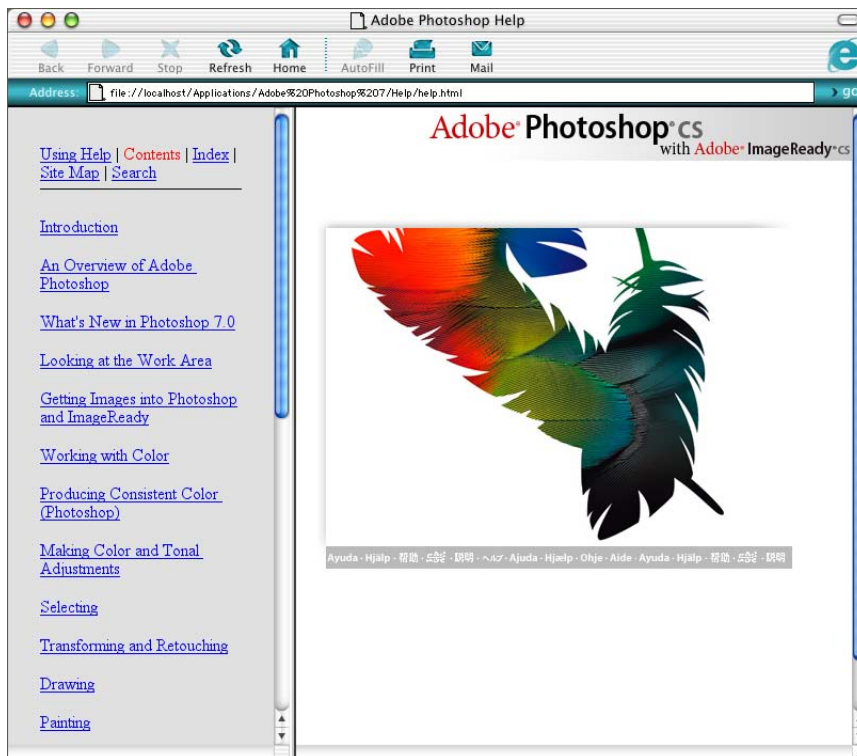 Adobe Photoshop Help
Back Forward Stop Refresh Home AutoFill Print Mail
Address: file://localhost/Applications/Adobe%20Photoshop%207/Help/help.html go
Using Help | Contents | Index |
Site Map | Search
Introduction
An Overview of Adobe
Photoshop
What's New in Photoshop 7.0
Looking at the Work Area
Getting Images into Photoshop
and ImageReady
Working with Color
Producing Consistent Color
(Photoshop)
Making Color and Tonal
Adjustments
Selecting
Transforming and Retouching
Drawing
Painting
Adobe® Photoshop® cs
with Adobe® ImageReady® cs
Ayuda - Hjälp - 帮助 - 도움말 - 説明 - ヘルプ - Ajuda - Hjælp - Ohje - Aide - Ayuda - Hjälp - 帮助 - 도움말 - 説明